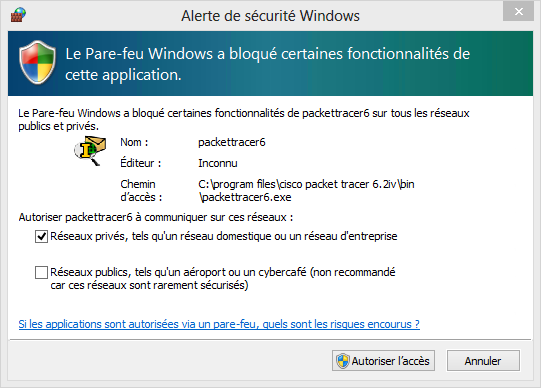 Alerte de sécurité Windows
Le Pare-feu Windows a bloqué certaines fonctionnalités de
cette application.
Le Pare-feu Windows a bloqué certaines fonctionnalités de packettracer6 sur tous les réseaux
publics et privés.
Nom : packettracer6
Éditeur : Inconnu
Chemin d'accès : C:\program files\cisco packet tracer 6.2iv\bin
\packettracer6.exe
Autoriser packettracer6 à communiquer sur ces réseaux :
Réseaux privés, tels qu'un réseau domestique ou un réseau d'entreprise
Réseaux publics, tels qu'un aéroport ou un cybercafé (non recommandé
car ces réseaux sont rarement sécurisés)
Si les applications sont autorisées via un pare-feu, quels sont les risques encourus ?
Autoriser l'accès
Annuler